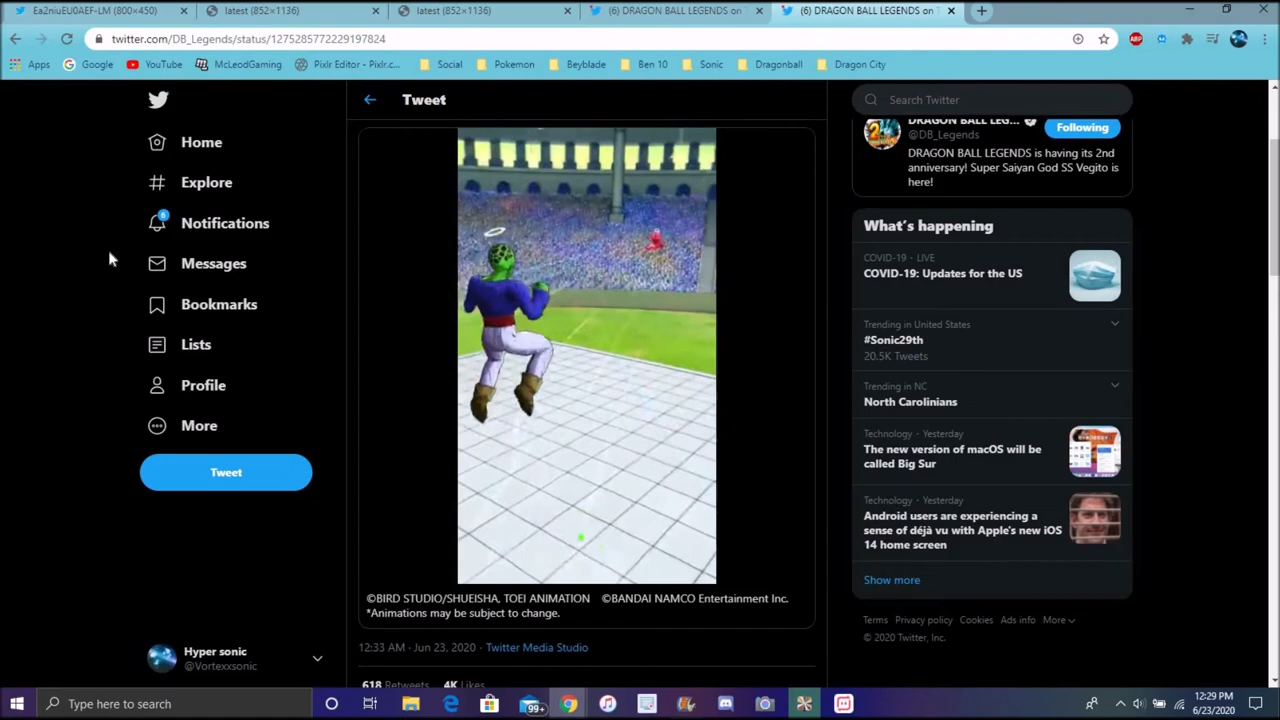 Ea2niuEU0AEF-LM (800×450)
latest (852×1136)
latest (852×1136)
(6) DRAGON BALL LEGENDS on T
(6) DRAGON BALL LEGENDS on T
twitter.com/DB_Legends/status/1275285772229197824
Apps
Google
YouTube
McLeodGaming
Pixlr Editor - Pixlr.c...
Social
Pokemon
Beyblade
Ben 10
Sonic
Dragonball
Dragon City
Home
Explore
6
Notifications
Messages
Bookmarks
Lists
Profile
More
Tweet
Hyper sonic
@Vortexxsonic
Tweet
©BIRD STUDIO/SHUEISHA, TOEI ANIMATION ©BANDAI NAMCO Entertainment Inc.
*Animations may be subject to change.
12:33 AM · Jun 23, 2020 · Twitter Media Studio
618 Retweets 4K Likes
Search Twitter
DRAGON BALL LEG...
@DB_Legends
Following
DRAGON BALL LEGENDS is having its 2nd
anniversary! Super Saiyan God SS Vegito is
here!
What's happening
COVID-19 · LIVE
COVID-19: Updates for the US
Trending in United States
#Sonic29th
20.5K Tweets
Trending in NC
North Carolinians
Technology · Yesterday
The new version of macOS will be
called Big Sur
Technology · Yesterday
Android users are experiencing a
sense of déjà vu with Apple's new iOS
14 home screen
Show more
Terms Privacy policy Cookies Ads info More
© 2020 Twitter, Inc.
Type here to search
99+
12:29 PM
6/23/2020